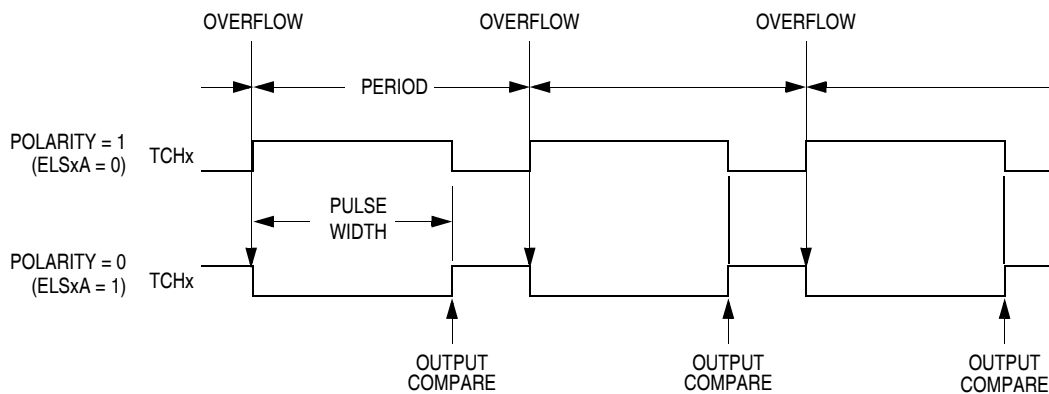 OVERFLOW OVERFLOW OVERFLOW
PERIOD
POLARITY = 1
(ELSxA = 0)
TCHx
PULSE
WIDTH
POLARITY = 0
(ELSxA = 1)
TCHx
OUTPUT
COMPARE
OUTPUT
COMPARE
OUTPUT
COMPARE